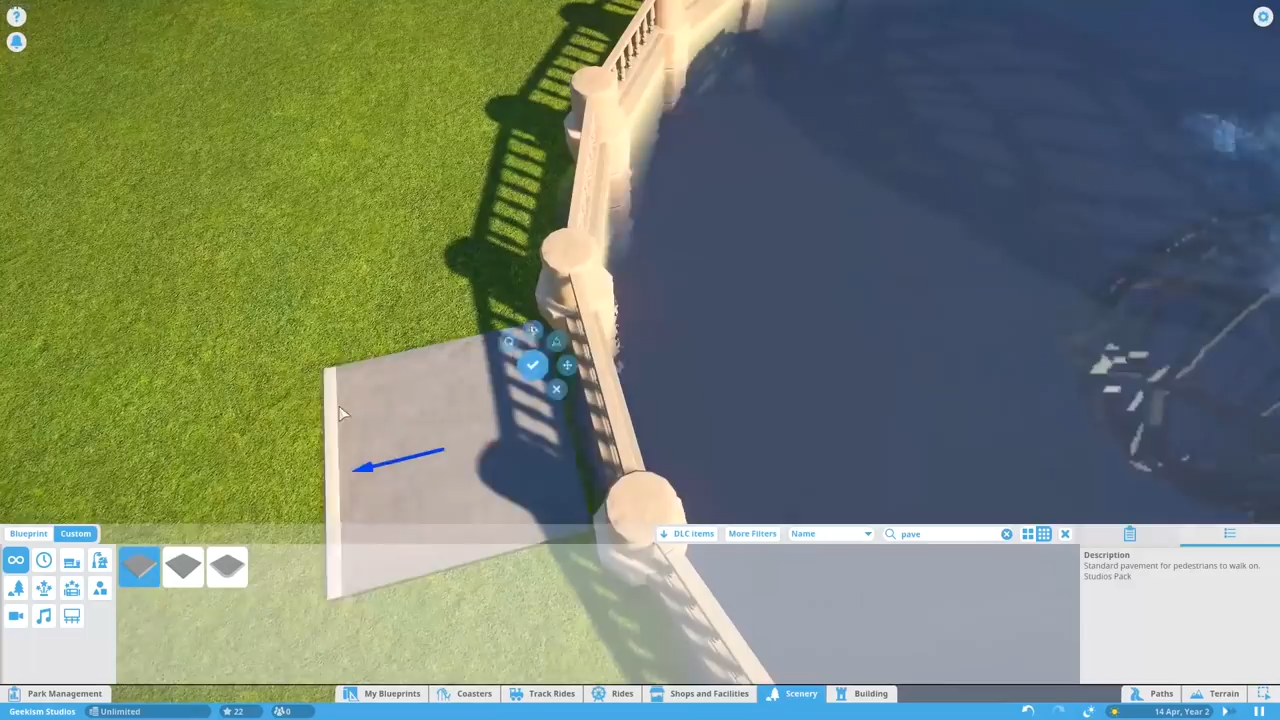 ?
Blueprint
Custom
DLC items
More Filters
Name
pave
Description
Standard pavement for pedestrians to walk on.
Studios Pack
Park Management
My Blueprints
Coasters
Track Rides
Rides
Shops and Facilities
Scenery
Building
Paths
Terrain
Geekism Studios
Unlimited
22
0
14 Apr, Year 2